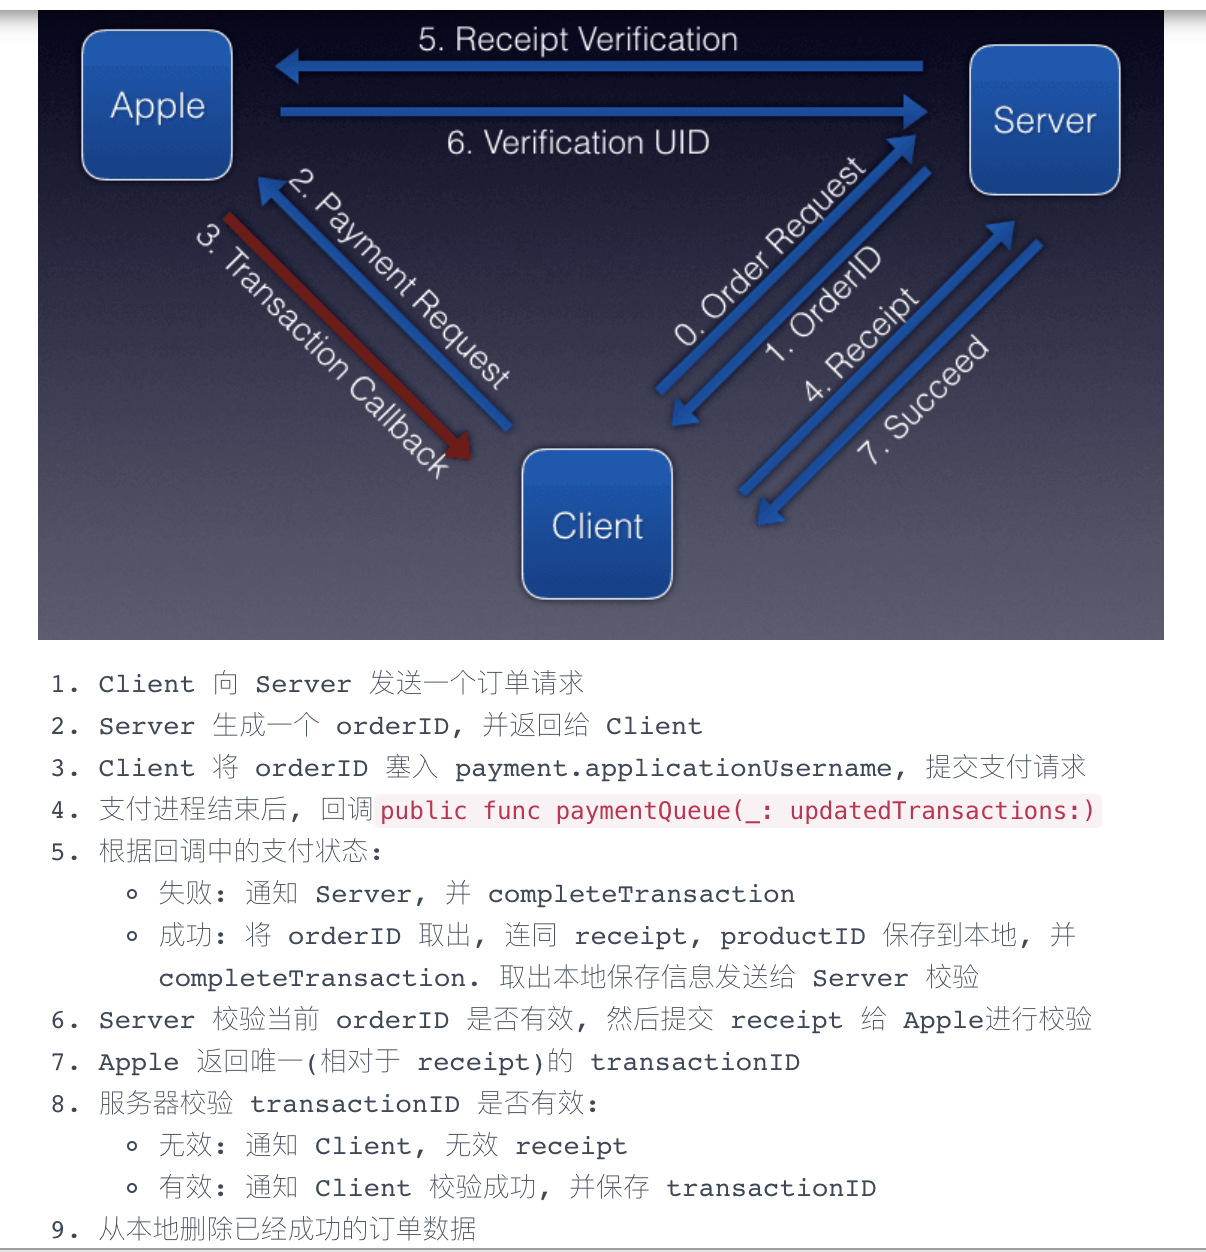 5. Receipt Verification
Apple
Server
6. Verification UID
2. Payment Request
3. Transaction Callback
0. Order Request
1. OrderID
4. Receipt
7. Succeed
Client
1. Client 向 Server 发送一个订单请求
2. Server 生成一个 orderID, 并返回给 Client
3. Client 将 orderID 塞入 payment.applicationUsername, 提交支付请求
4. 支付进程结束后, 回调 public func paymentQueue(_: updatedTransactions:)
5. 根据回调中的支付状态:
失败: 通知 Server, 并 completeTransaction
成功: 将 orderID 取出, 连同 receipt, productID 保存到本地, 并
completeTransaction. 取出本地保存信息发送给 Server 校验
6. Server 校验当前 orderID 是否有效, 然后提交 receipt 给 Apple进行校验
7. Apple 返回唯一(相对于 receipt)的 transactionID
8. 服务器校验 transactionID 是否有效:
无效: 通知 Client, 无效 receipt
有效: 通知 Client 校验成功, 并保存 transactionID
9. 从本地删除已经成功的订单数据